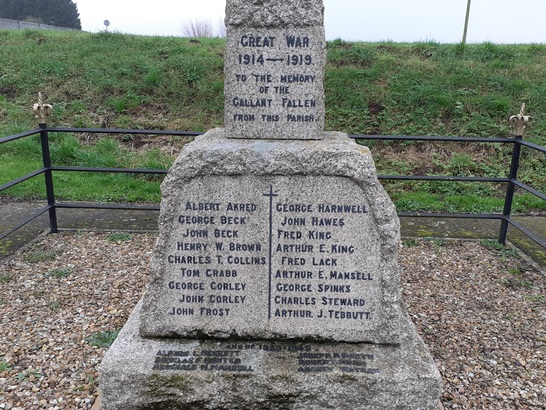 GREAT WAR
1914—1919.
TO THE MEMORY
OF THE
GALLANT FALLEN
FROM THIS PARISH.
ALBERT AKRED
GEORGE BECK
JOHN BECK
HENRY W. BROWN
CHARLES T. COLLINS
TOM CRABB
GEORGE CORLEY
JOHN CORLEY
JOHN FROST
GEORGE HARNWELL
JOHN HAWES
FRED KING
ARTHUR E. KING
FRED LACK
ARTHUR E. MANSELL
GEORGE SPINKS
CHARLES STEWARD
ARTHUR J. TEBBUTT.